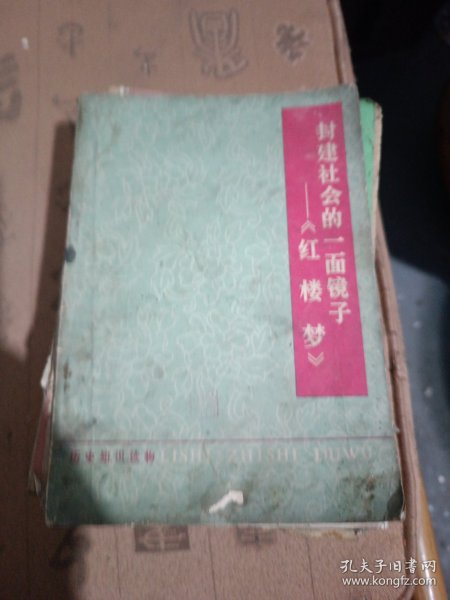 封建社会的一面镜子
——《红楼梦》
历史知识读物 LISHI ZHISHI DUWU
孔夫子旧书网
www.kongfz.com